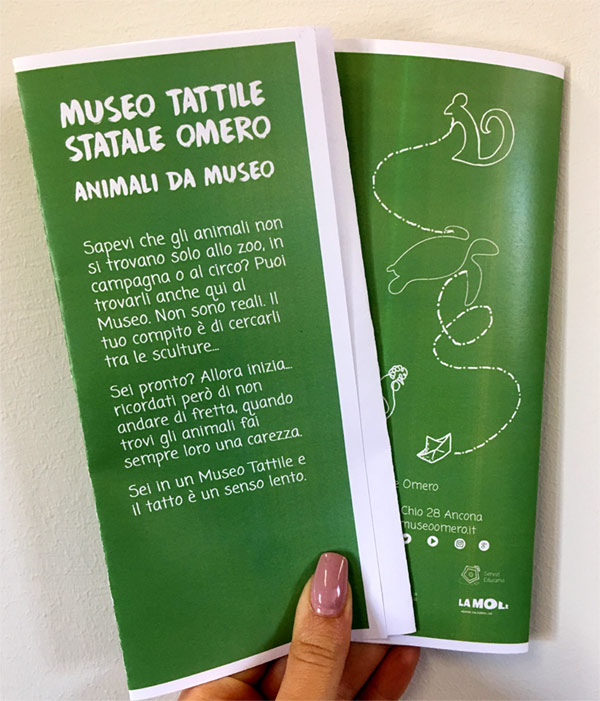 MUSEO TATTILE
STATALE OMERO
ANIMALI DA MUSEO
Sapevi che gli animali non
si trovano solo allo zoo, in
campagna o al circo? Puoi
trovarli anche qui al
Museo. Non sono reali. Il
tuo compito è di cercarli
tra le sculture...
Sei pronto? Allora inizia...
ricordati però di non
andare di fretta, quando
trovi gli animali fai
sempre loro una carezza.
Sei in un Museo Tattile e
il tatto è un senso lento.
e Omero
Chio 28 Ancona
museoomero.it
Servizi
Educativi
LA MOLE